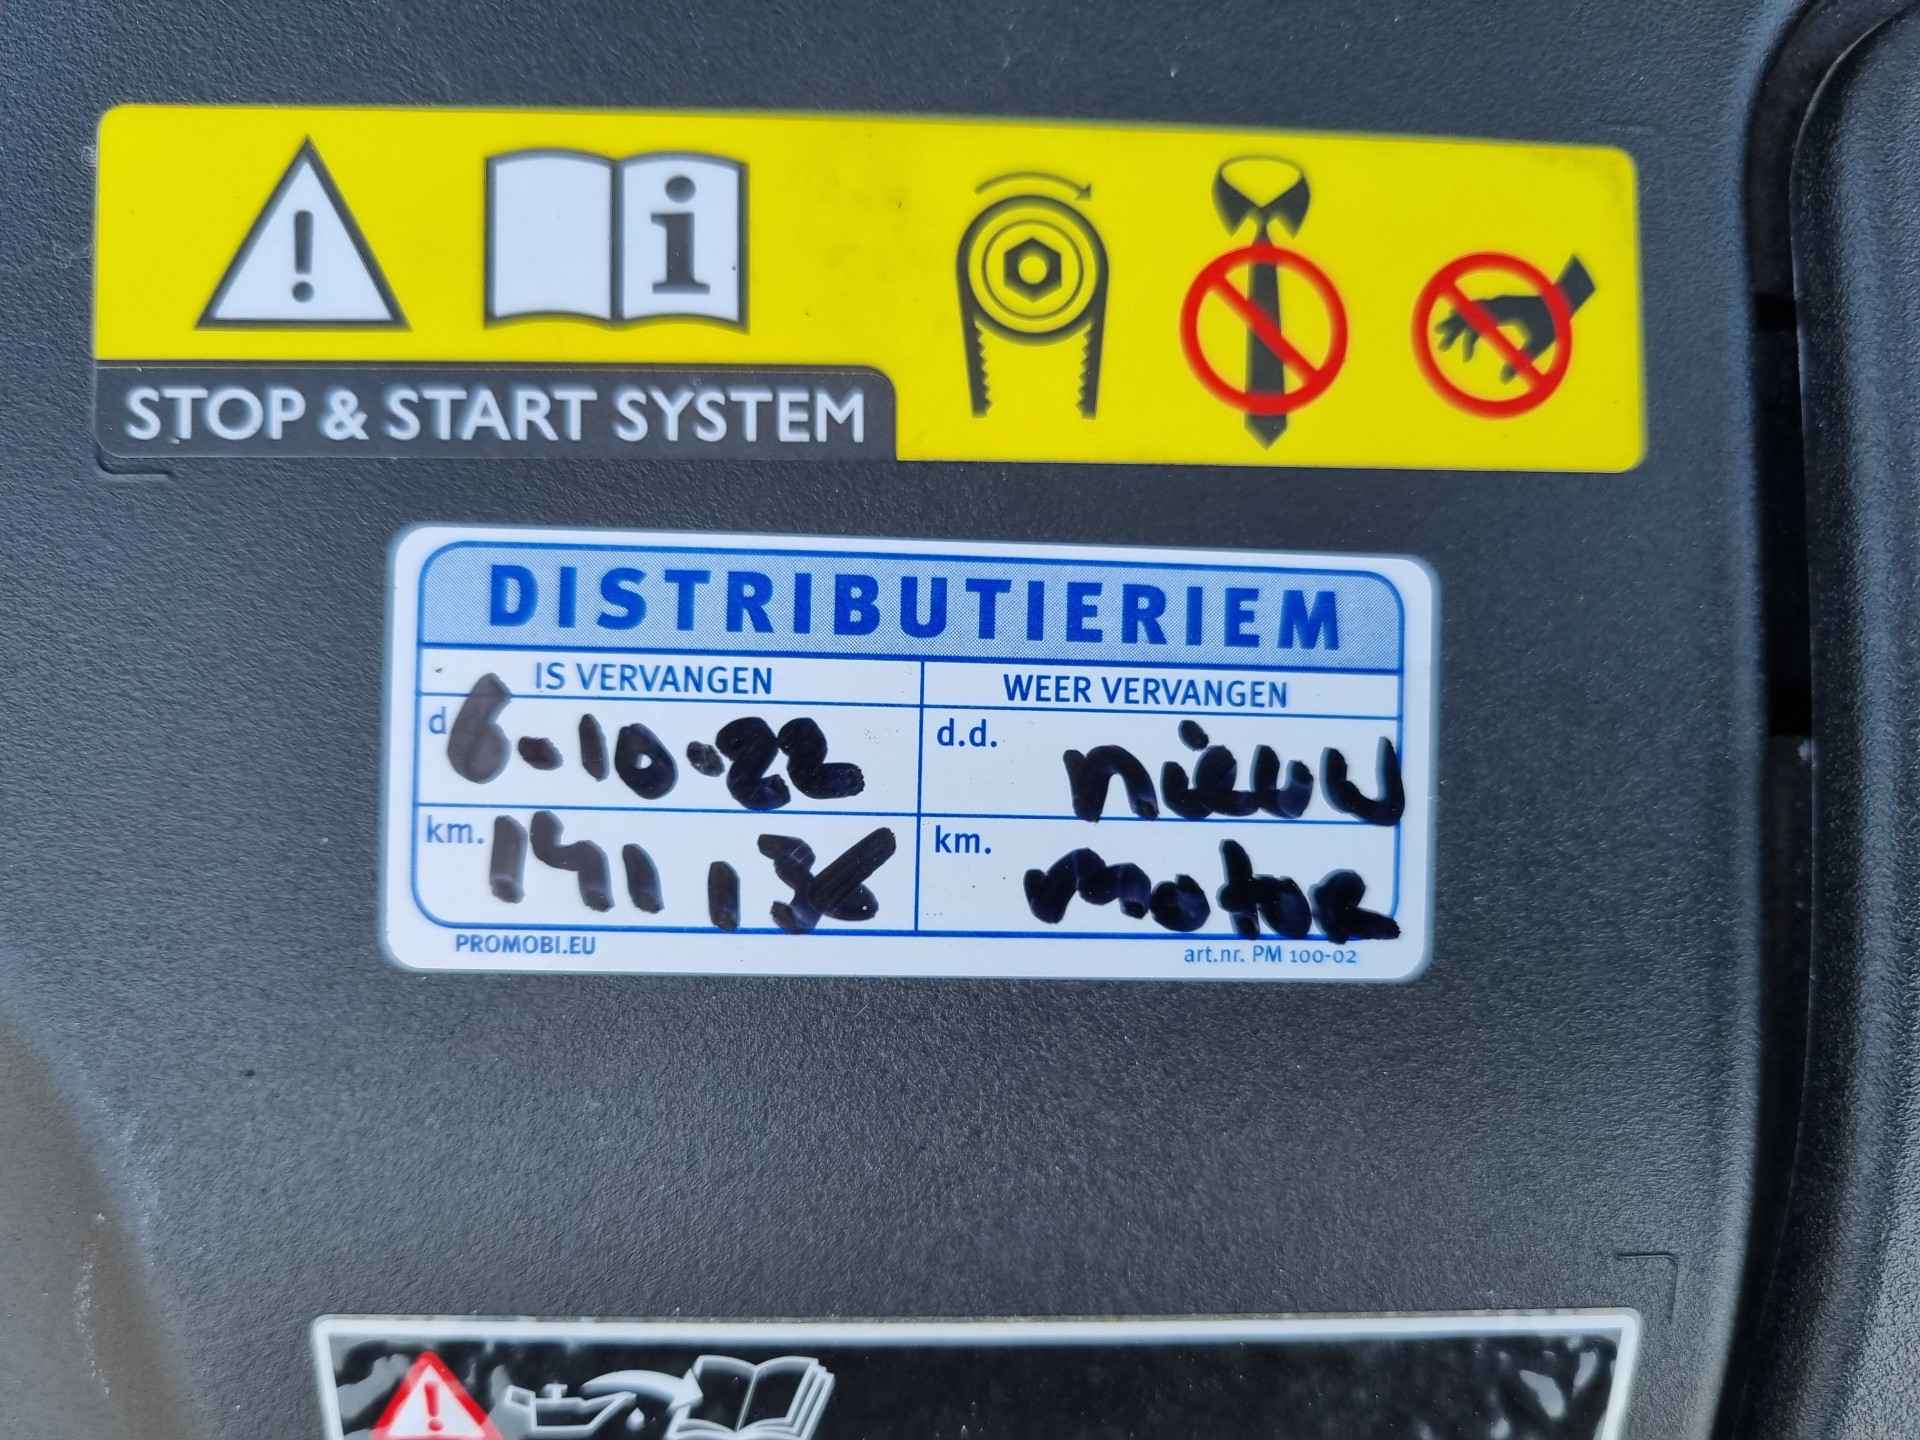 STOP & START SYSTEM
DISTRIBUTIERIEM
IS VERVANGEN
WEER VERVANGEN
d 6-10-22
d.d. nieuw
km. 141
km. motor
PROMOBI.EU
art.nr. PM 100-02